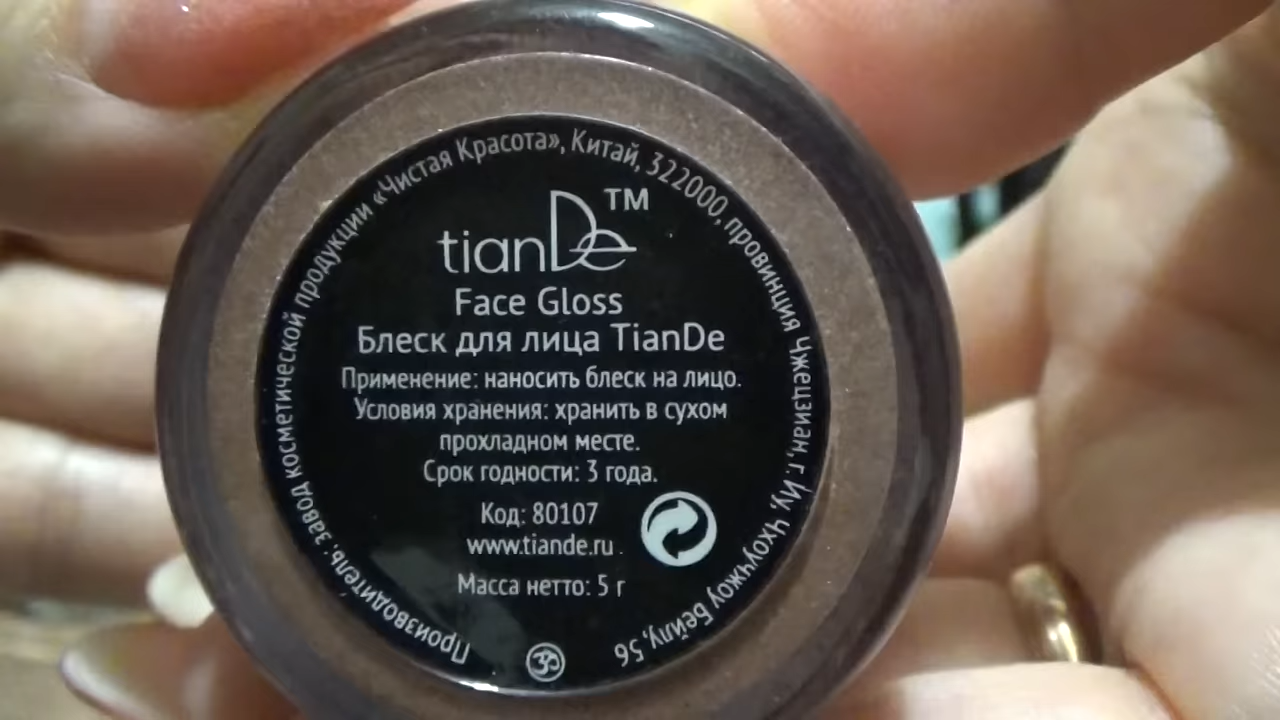 tianDe™
Face Gloss
Блеск для лица TianDe
Применение: наносить блеск на лицо.
Условия хранения: хранить в сухом
прохладном месте.
Срок годности: 3 года.
Код: 80107
www.tiande.ru
Масса нетто: 5 г
Производитель: завод косметической продукции «Чистая Красота», Китай, 322000, провинция Чжецзиан, г. Иу, Чхоучжоу Бейлу, 56